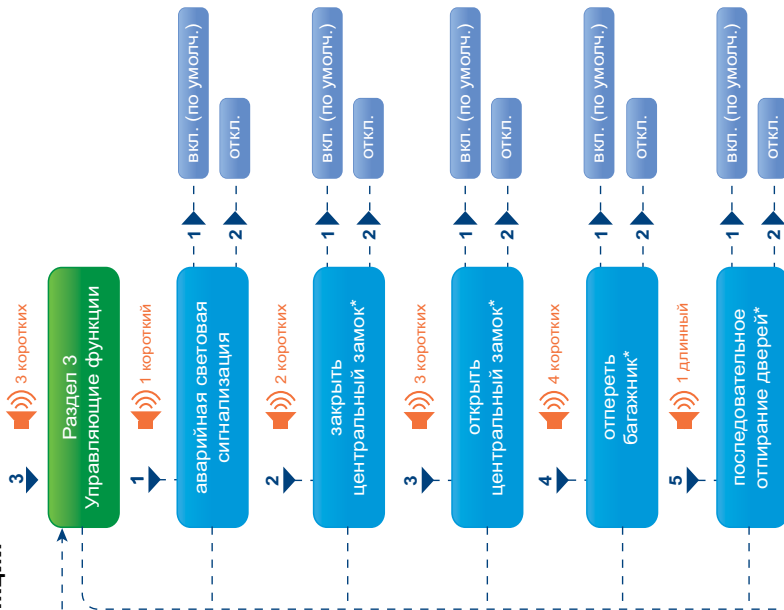 3
3 коротких
Раздел 3
Управляющие функции
1
1 короткий
аварийная световая
сигнализация
1
вкл. (по умолч.)
2
откл.
2
2 коротких
закрыть
центральный замок*
1
вкл. (по умолч.)
2
откл.
3
3 коротких
открыть
центральный замок*
1
вкл. (по умолч.)
2
откл.
4
4 коротких
отпереть
багажник*
1
вкл. (по умолч.)
2
откл.
5
1 длинный
последовательное
отпирание дверей*
1
вкл. (по умолч.)
2
откл.